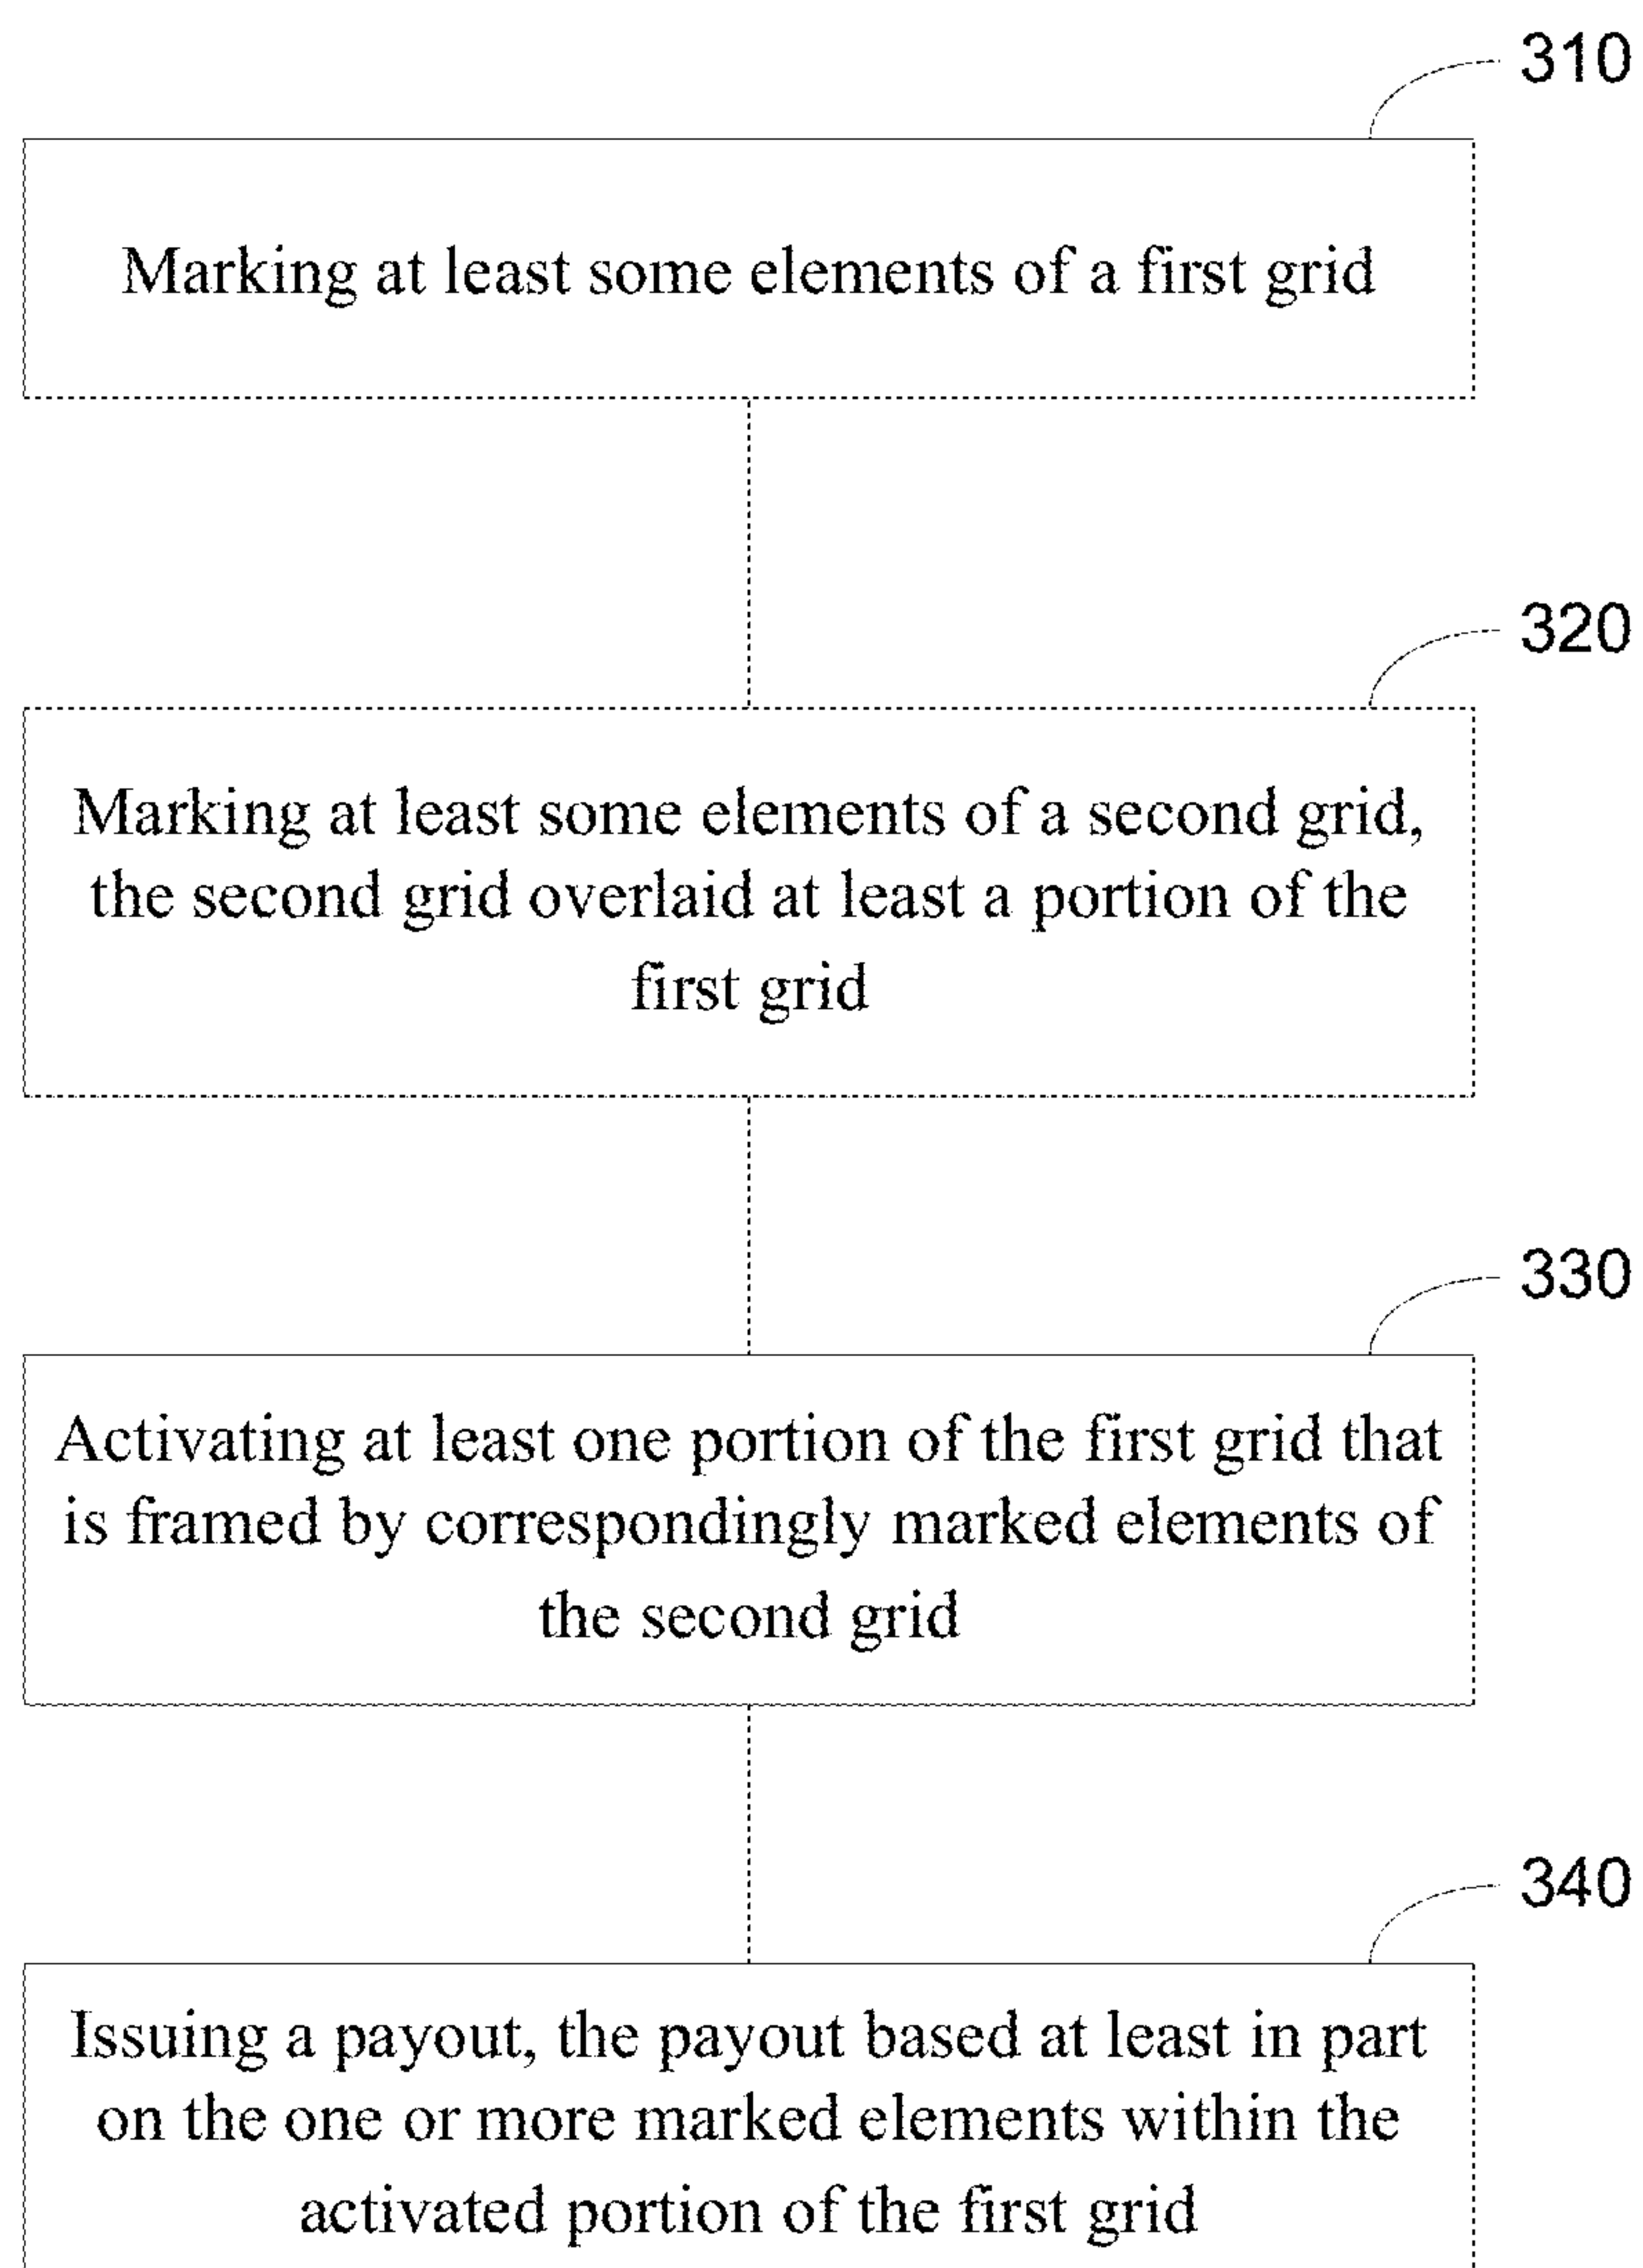 310
Marking at least some elements of a first grid
320
Marking at least some elements of a second grid,
the second grid overlaid at least a portion of the
first grid
330
Activating at least one portion of the first grid that
is framed by correspondingly marked elements of
the second grid
340
Issuing a payout, the payout based at least in part
on the one or more marked elements within the
activated portion of the first grid